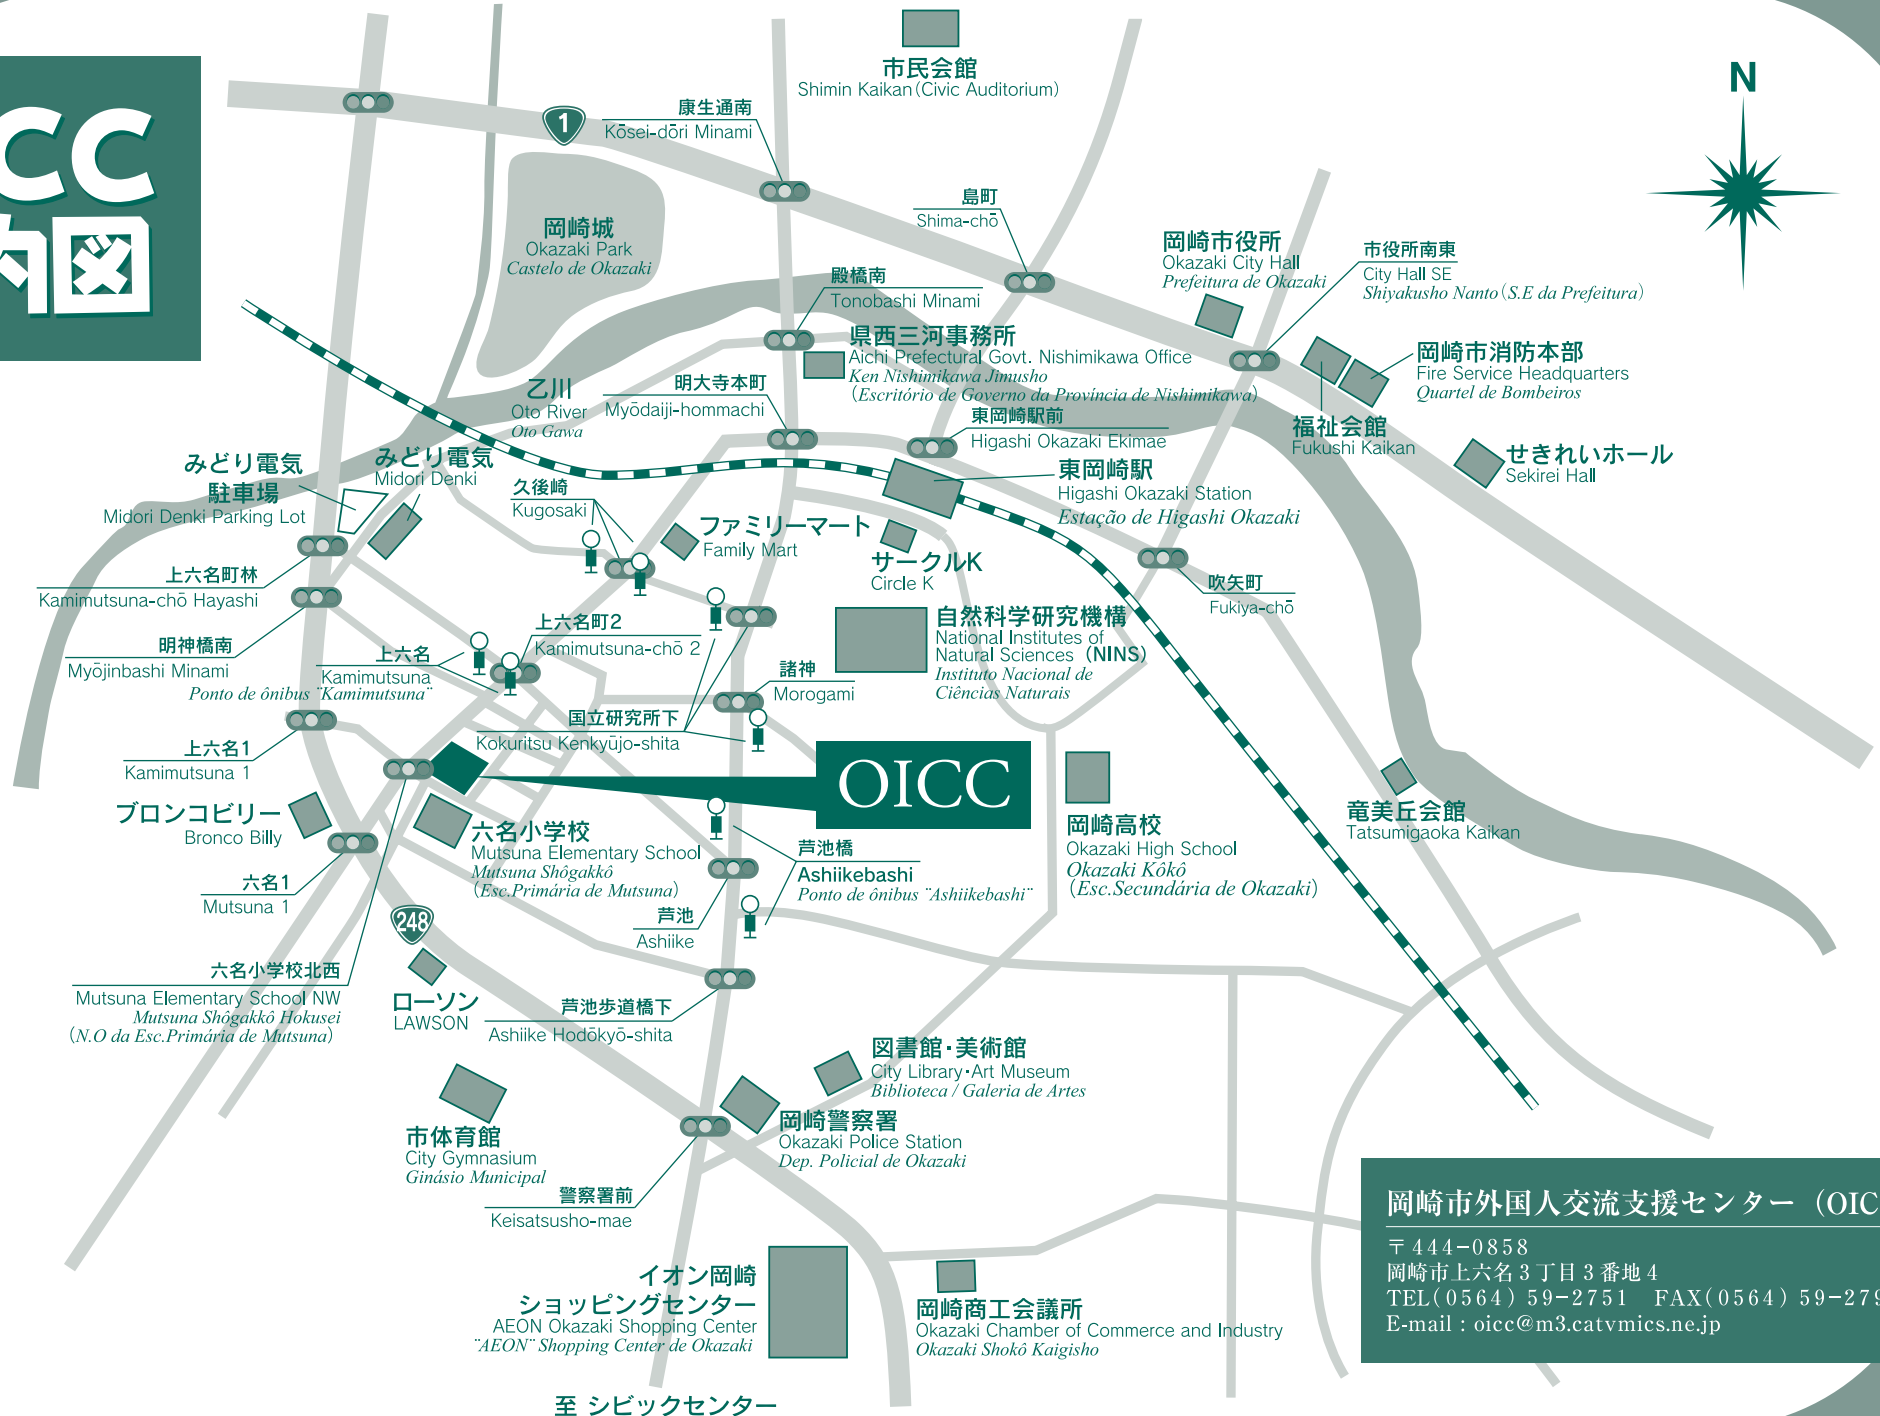 CC
内図
N
市民会館
Shimin Kaikan(Civic Auditorium)
1
康生通南
Kōsei-dōri Minami
島町
Shima-chō
岡崎城
Okazaki Park
Castelo de Okazaki
岡崎市役所
Okazaki City Hall
Prefeitura de Okazaki
市役所南東
City Hall SE
Shiyakusho Nanto(S.E da Prefeitura)
殿橋南
Tonobashi Minami
県西三河事務所
Aichi Prefectural Govt. Nishimikawa Office
Ken Nishimikawa Jimusho
(Escritório de Governo da Província de Nishimikawa)
岡崎市消防本部
Fire Service Headquarters
Quartel de Bombeiros
乙川
Oto River
Oto Gawa
明大寺本町
Myōdaiji-hommachi
東岡崎駅前
Higashi Okazaki Ekimae
福祉会館
Fukushi Kaikan
せきれいホール
Sekirei Hall
みどり電気
駐車場
Midori Denki Parking Lot
みどり電気
Midori Denki
久後崎
Kugosaki
東岡崎駅
Higashi Okazaki Station
Estação de Higashi Okazaki
ファミリーマート
Family Mart
サークルK
Circle K
上六名町林
Kamimutsuna-chō Hayashi
吹矢町
Fukiya-chō
明神橋南
Myōjinbashi Minami
上六名
Kamimutsuna
Ponto de ônibus "Kamimutsuna"
上六名町2
Kamimutsuna-chō 2
自然科学研究機構
National Institutes of
Natural Sciences (NINS)
Instituto Nacional de
Ciências Naturais
諸神
Morogami
国立研究所下
Kokuritsu Kenkyūjo-shita
上六名1
Kamimutsuna 1
OICC
ブロンコビリー
Bronco Billy
六名小学校
Mutsuna Elementary School
Mutsuna Shôgakkô
(Esc.Primária de Mutsuna)
岡崎高校
Okazaki High School
Okazaki Kôkô
(Esc.Secundária de Okazaki)
竜美丘会館
Tatsumigaoka Kaikan
芦池橋
Ashiikebashi
Ponto de ônibus "Ashiikebashi"
六名1
Mutsuna 1
248
芦池
Ashiike
六名小学校北西
Mutsuna Elementary School NW
Mutsuna Shôgakkô Hokusei
(N.O da Esc.Primária de Mutsuna)
ローソン
LAWSON
芦池歩道橋下
Ashiike Hodōkyō-shita
図書館・美術館
City Library・Art Museum
Biblioteca / Galeria de Artes
岡崎警察署
Okazaki Police Station
Dep. Policial de Okazaki
市体育館
City Gymnasium
Ginásio Municipal
警察署前
Keisatsusho-mae
イオン岡崎
ショッピングセンター
AEON Okazaki Shopping Center
"AEON" Shopping Center de Okazaki
岡崎商工会議所
Okazaki Chamber of Commerce and Industry
Okazaki Shokô Kaigisho
至 シビックセンター
岡崎市外国人交流支援センター（OIC
〒444-0858
岡崎市上六名3丁目3番地4
TEL(0564) 59-2751 FAX(0564) 59-279
E-mail : oicc@m3.catvmics.ne.jp